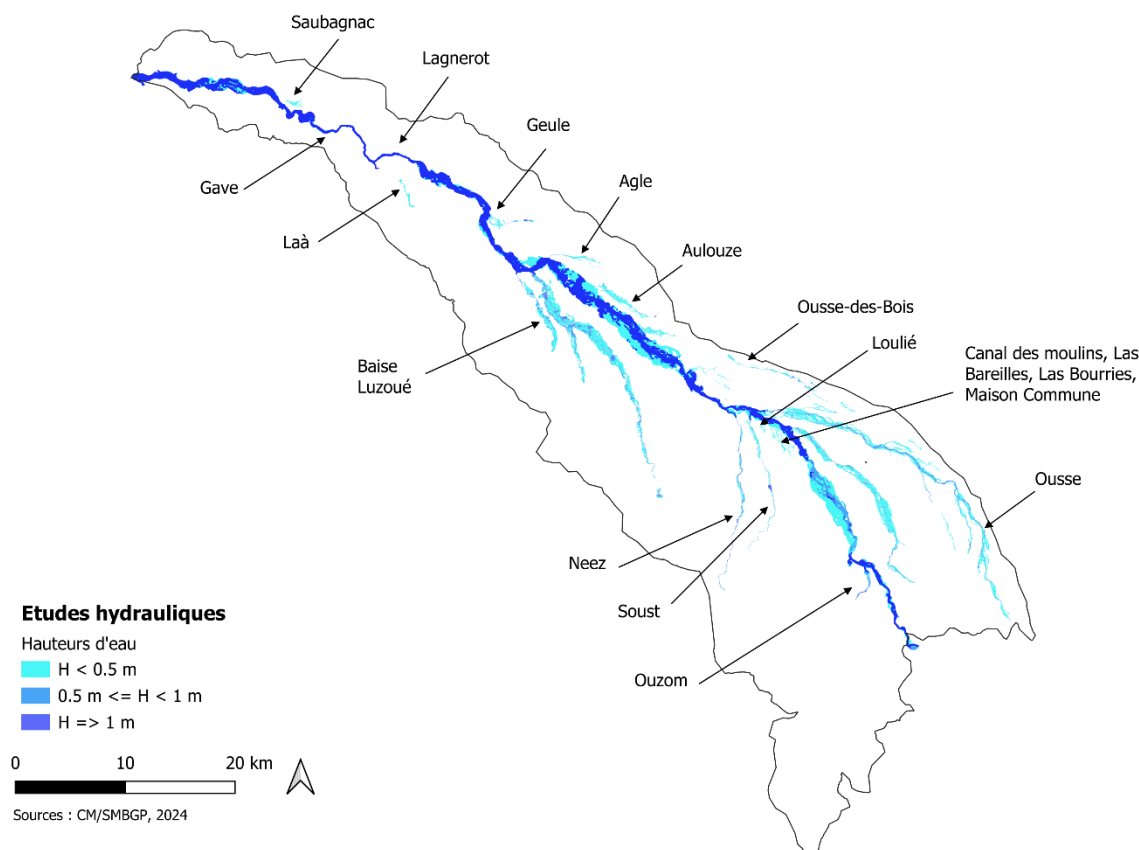 Saubagnac
Lagnerot
Geule
Gave
Agle
Laà
Aulouze
Ousse-des-Bois
Loulié
Baise
Luzoué
Canal des moulins, Las
Bareilles, Las Bourries,
Maison Commune
Ousse
Neez
Soust
Ouzom
Etudes hydrauliques
Hauteurs d'eau
H < 0.5 m
0.5 m <= H < 1 m
H => 1 m
0 10 20 km
Sources : CM/SMBGP, 2024